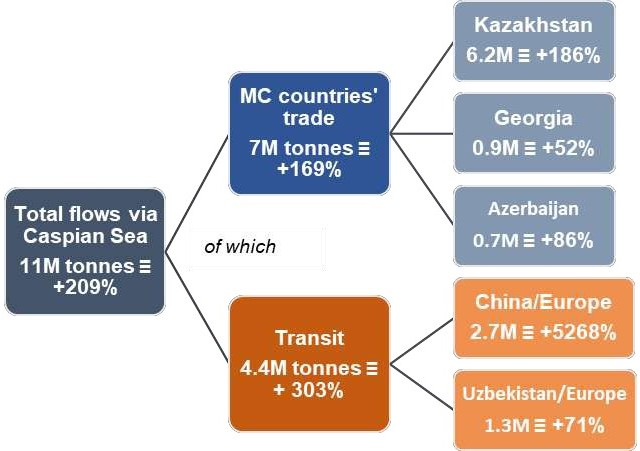 Total flows via
Caspian Sea
11M tonnes ≡
+209%
of which
MC countries'
trade
7M tonnes ≡
+169%
Kazakhstan
6.2M ≡ +186%
Georgia
0.9M ≡ +52%
Azerbaijan
0.7M ≡ +86%
Transit
4.4M tonnes ≡
+ 303%
China/Europe
2.7M ≡ +5268%
Uzbekistan/Europe
1.3M ≡ +71%